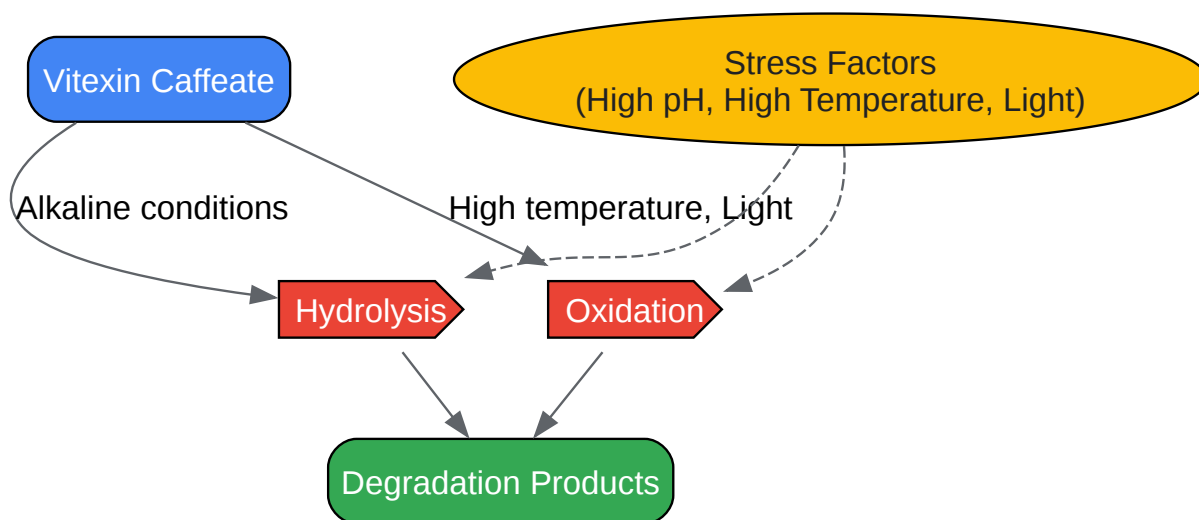 Vitexin Caffeate
Stress Factors
(High pH, High Temperature, Light)
Alkaline conditions
High temperature, Light
Hydrolysis
Oxidation
Degradation Products